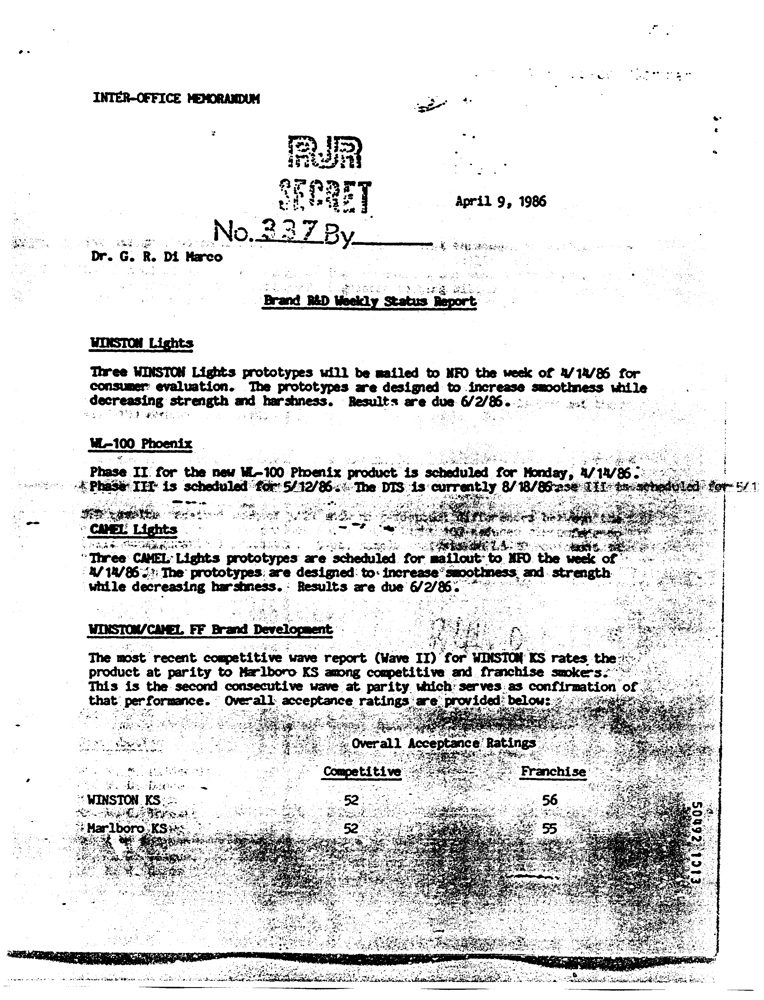 INTER-OFFICE MEMORANDUM
RJR
SECRET
April 9, 1986
No. 337 By
Dr. G. R. Di Marco
Brand R&D Weekly Status Report
WINSTON Lights
Three WINSTON Lights prototypes will be mailed to NFO the week of 4/14/86 for
consumer evaluation. The prototypes are designed to increase smoothness while
decreasing strength and harshness. Results are due 6/2/86.
WL-100 Phoenix
Phase II for the new WL-100 Phoenix product is scheduled for Monday, 4/14/86.
Phase III is scheduled for 5/12/86. The DTS is currently 8/18/86
CAMEL Lights
Three CAMEL Lights prototypes are scheduled for mailout to NFO the week of
4/14/86. The prototypes are designed to increase smoothness and strength
while decreasing harshness. Results are due 6/2/86.
WINSTON/CAMEL FF Brand Development
The most recent competitive wave report (Wave II) for WINSTON KS rates the
product at parity to Marlboro KS among competitive and franchise smokers.
This is the second consecutive wave at parity which serves as confirmation of
that performance. Overall acceptance ratings are provided below:
Overall Acceptance Ratings
Competitive Franchise
WINSTON KS 52 56
Marlboro KS 52 55
50492 1313